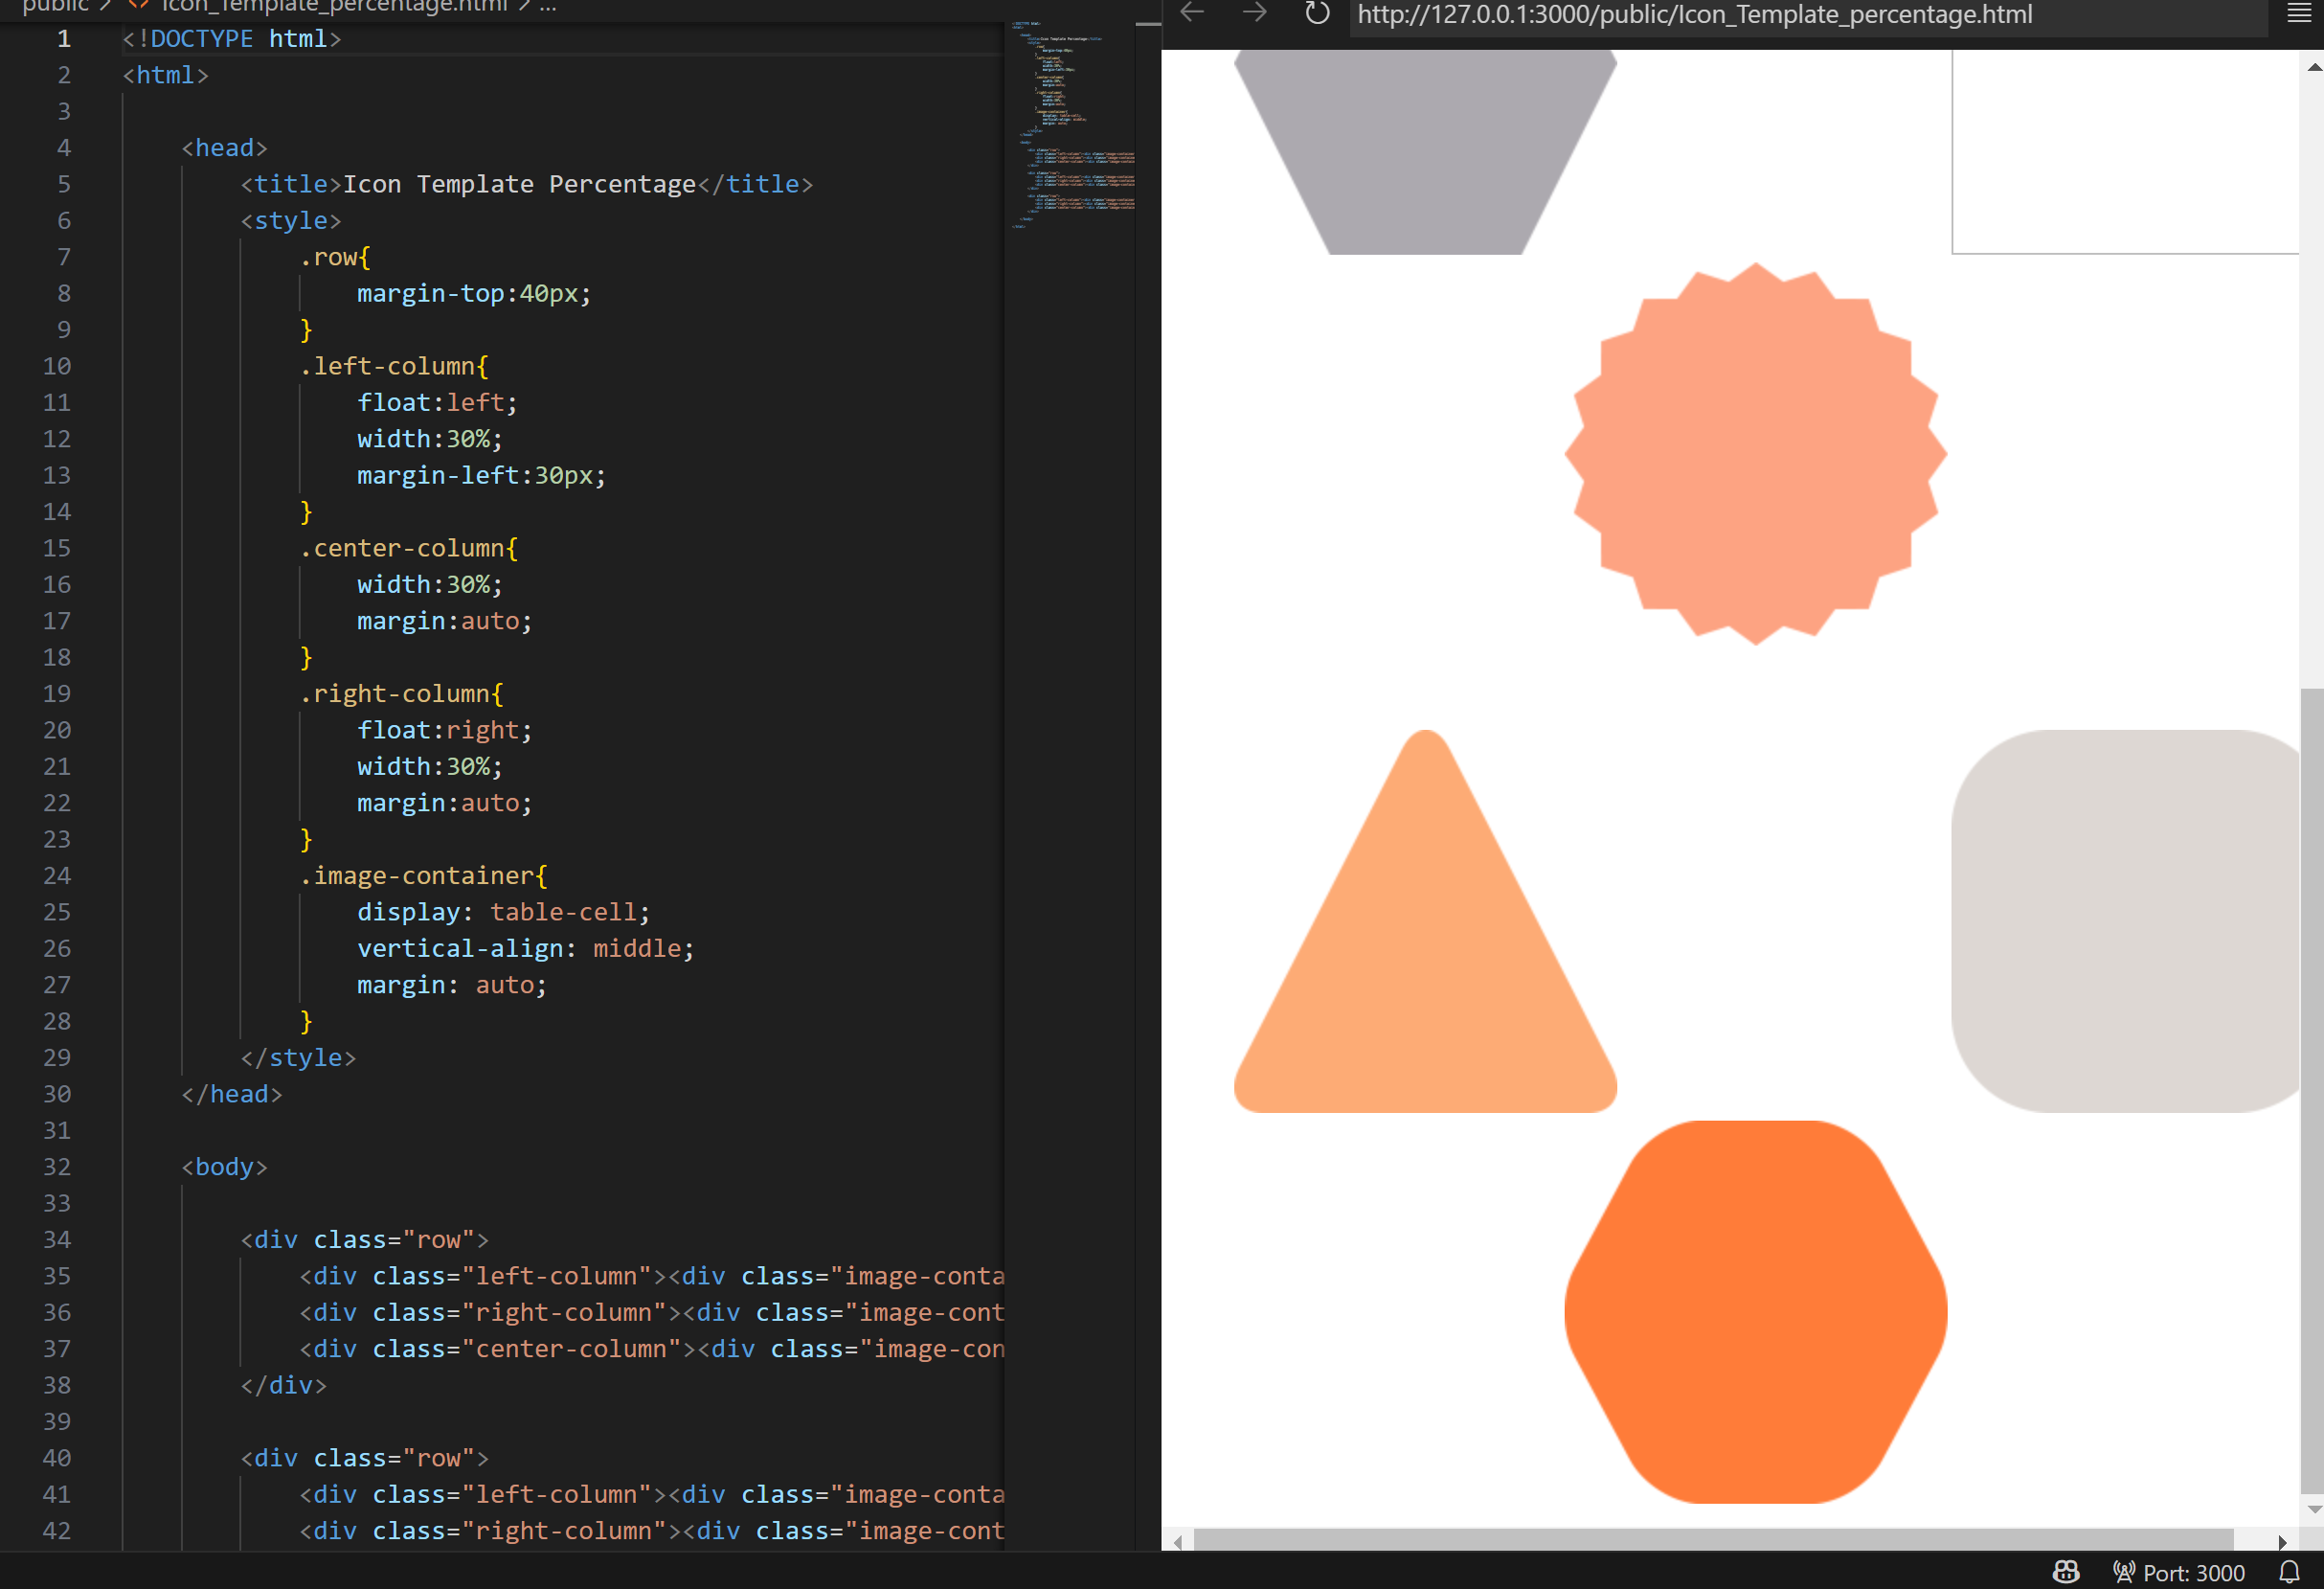 public > <> Icon_Template_percentage.html > ...
http://127.0.0.1:3000/public/Icon_Template_percentage.html
1 <!DOCTYPE html>
2 <html>
3
4 <head>
5 <title>Icon Template Percentage</title>
6 <style>
7 .row{
8 margin-top:40px;
9 }
10 .left-column{
11 float:left;
12 width:30%;
13 margin-left:30px;
14 }
15 .center-column{
16 width:30%;
17 margin:auto;
18 }
19 .right-column{
20 float:right;
21 width:30%;
22 margin:auto;
23 }
24 .image-container{
25 display: table-cell;
26 vertical-align: middle;
27 margin: auto;
28 }
29 </style>
30 </head>
31
32 <body>
33
34 <div class="row">
35 <div class="left-column"><div class="image-conta
36 <div class="right-column"><div class="image-cont
37 <div class="center-column"><div class="image-con
38 </div>
39
40 <div class="row">
41 <div class="left-column"><div class="image-conta
42 <div class="right-column"><div class="image-cont
Port: 3000